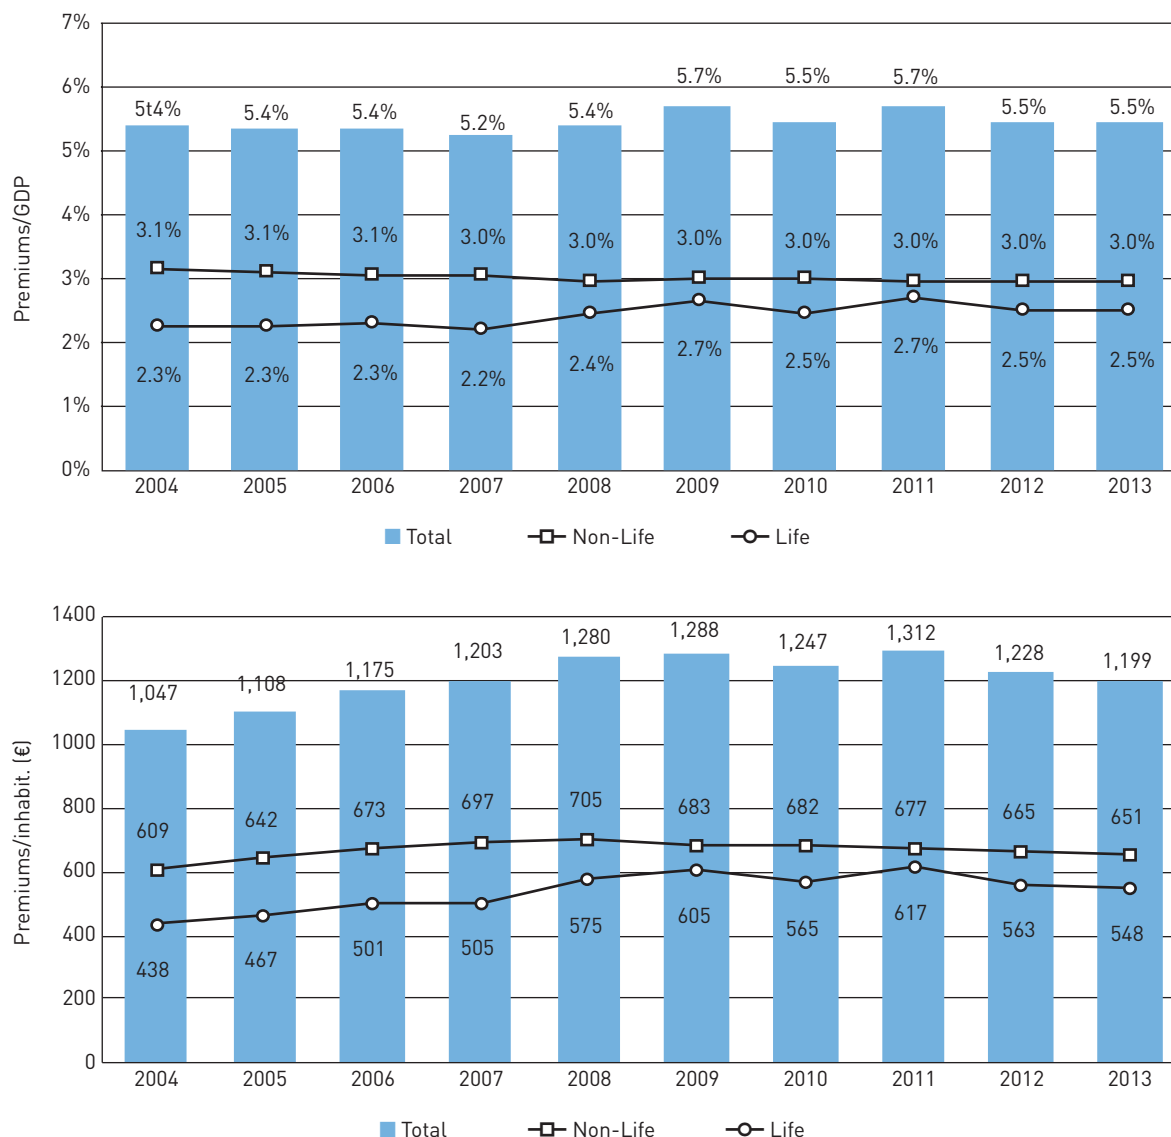 7%
6%
5%
4%
3%
2%
1%
0%
Premiums/GDP
5t4% 5.4% 5.4% 5.2% 5.4% 5.7% 5.5% 5.7% 5.5% 5.5%
3.1% 3.1% 3.1% 3.0% 3.0% 3.0% 3.0% 3.0% 3.0% 3.0%
2.3% 2.3% 2.3% 2.2% 2.4% 2.7% 2.5% 2.7% 2.5% 2.5%
2004 2005 2006 2007 2008 2009 2010 2011 2012 2013
Total Non-Life Life
1400
1200
1000
800
600
400
200
0
Premiums/inhabit. (€)
1,047 1,108 1,175 1,203 1,280 1,288 1,247 1,312 1,228 1,199
609 642 673 697 705 683 682 677 665 651
438 467 501 505 575 605 565 617 563 548
2004 2005 2006 2007 2008 2009 2010 2011 2012 2013
Total Non-Life Life